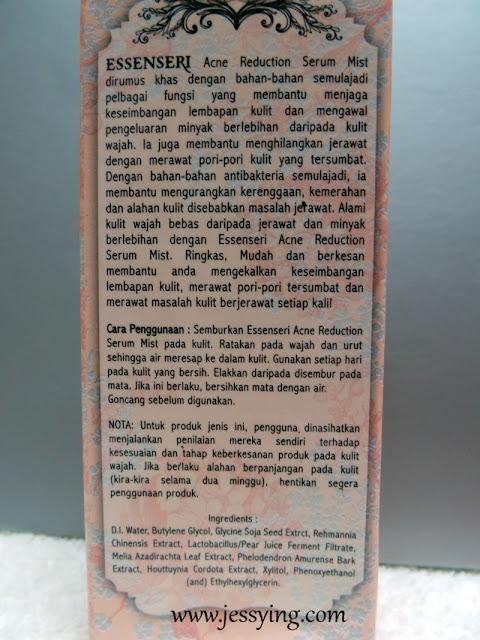 ESSENSERI Acne Reduction Serum Mist
dirumus khas dengan bahan-bahan semulajadi
pelbagai fungsi yang membantu menjaga
keseimbangan lembapan kulit dan mengawal
pengeluaran minyak berlebihan daripada kulit
wajah. Ia juga membantu menghilangkan jerawat
dengan merawat pori-pori kulit yang tersumbat.
Dengan bahan-bahan antibakteria semulajadi, ia
membantu mengurangkan kerenggaan, kemerahan
dan alahan kulit disebabkan masalah jerawat. Alami
kulit wajah bebas daripada jerawat dan minyak
berlebihan dengan Essenseri Acne Reduction
Serum Mist. Ringkas, Mudah dan berkesan
membantu anda mengekalkan keseimbangan
lembapan kulit, merawat pori-pori tersumbat dan
merawat masalah kulit berjerawat setiap kali!
Cara Penggunaan : Semburkan Essenseri Acne Reduction
Serum Mist pada kulit. Ratakan pada wajah dan urut
sehingga air meresap ke dalam kulit. Gunakan setiap hari
pada kulit yang bersih. Elakkan daripada disembur pada
mata. Jika ini berlaku, bersihkan mata dengan air.
Goncang sebelum digunakan.
NOTA: Untuk produk jenis ini, pengguna dinasihatkan
menjalankan penilaian mereka sendiri terhadap
kesesuaian dan tahap keberkesanan produk pada kulit
wajah. Jika berlaku alahan berpanjangan pada kulit
(kira-kira selama dua minggu), hentikan segera
penggunaan produk.
Ingredients :
D.I. Water, Butylene Glycol, Glycine Soja Seed Extrct, Rehmannia
Chinensis Extract, Lactobacillus/Pear Juice Ferment Filtrate,
Melia Azadirachta Leaf Extract, Phelodendron Amurense Bark
Extract, Houttuynia Cordota Extract, Xylitol, Phenoxyethanol
(and) Ethylhexylglycerin.
www.jessying.com